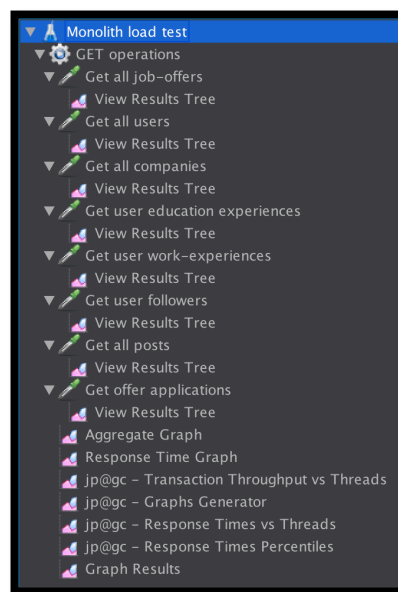 Monolith load test
GET operations
Get all job-offers
View Results Tree
Get all users
View Results Tree
Get all companies
View Results Tree
Get user education experiences
View Results Tree
Get user work-experiences
View Results Tree
Get user followers
View Results Tree
Get all posts
View Results Tree
Get offer applications
View Results Tree
Aggregate Graph
Response Time Graph
jp@gc - Transaction Throughput vs Threads
jp@gc - Graphs Generator
jp@gc - Response Times vs Threads
jp@gc - Response Times Percentiles
Graph Results